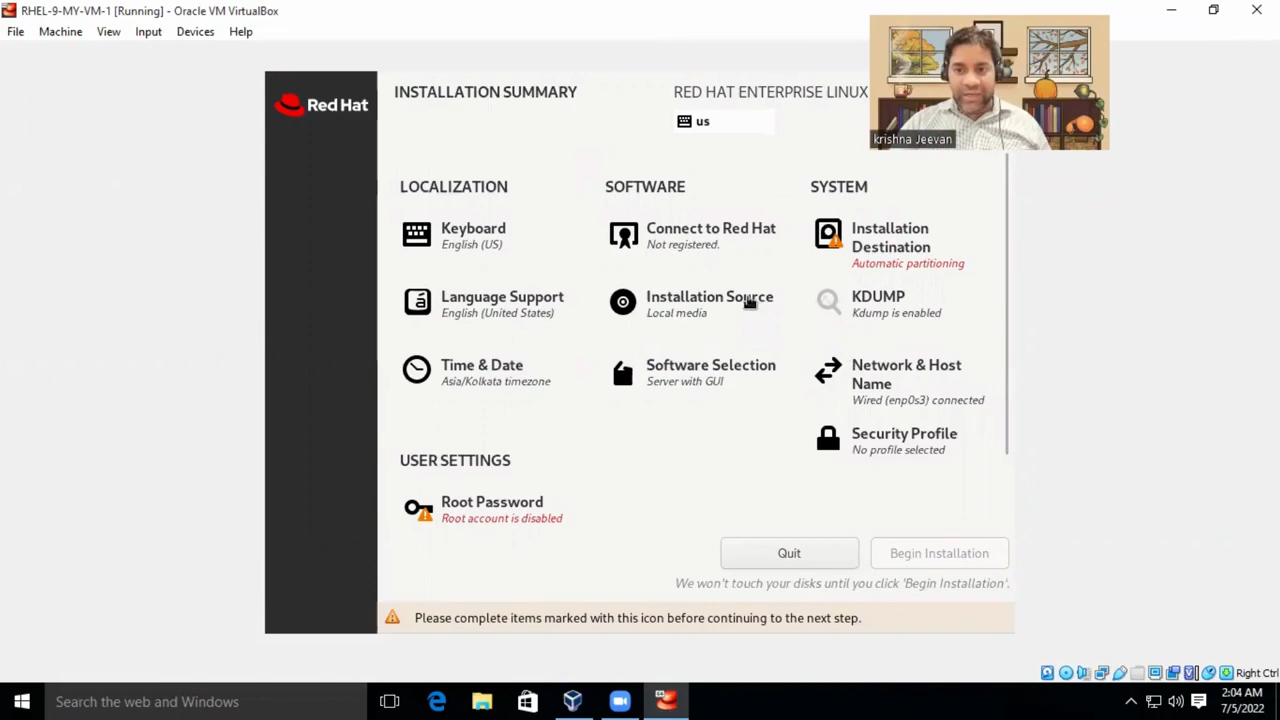 RHEL-9-MY-VM-1 [Running] - Oracle VM VirtualBox
File Machine View Input Devices Help
Red Hat
INSTALLATION SUMMARY
RED HAT ENTERPRISE LINUX
us
krishna Jeevan
LOCALIZATION
Keyboard
English (US)
Language Support
English (United States)
Time & Date
Asia/Kolkata timezone
SOFTWARE
Connect to Red Hat
Not registered.
Installation Source
Local media
Software Selection
Server with GUI
SYSTEM
Installation
Destination
Automatic partitioning
KDUMP
Kdump is enabled
Network & Host
Name
Wired (enp0s3) connected
Security Profile
No profile selected
USER SETTINGS
Root Password
Root account is disabled
Quit
Begin Installation
We won't touch your disks until you click 'Begin Installation'.
Please complete items marked with this icon before continuing to the next step.
Right Ctrl
Search the web and Windows
2:04 AM
7/5/2022